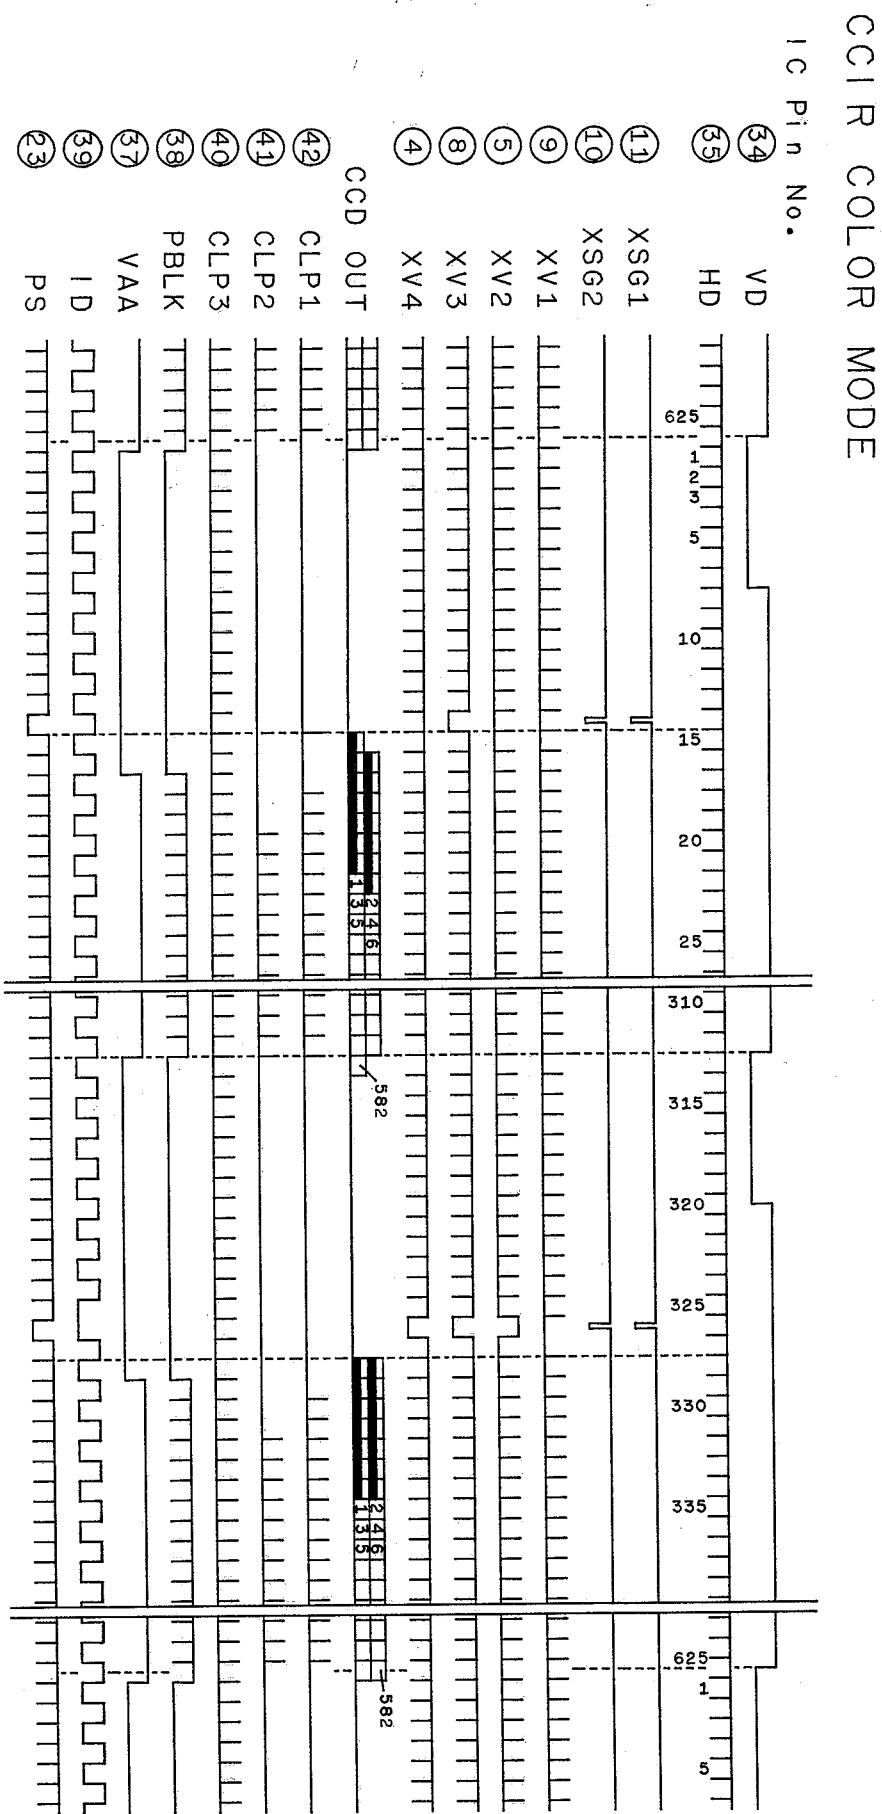 CCIR COLOR MODE
IC Pin No.
34 VD
35 HD
625 1 2 3 5 10 15 20 25 310 315 320 325 330 335 625 1 5
11 XSG1
10 XSG2
9 XV1
5 XV2
8 XV3
4 XV4
CCD OUT
2 4 6
1 3 5
582
2 4 6
1 3 5
582
42 CLP1
41 CLP2
40 CLP3
38 PBLK
37 VAA
39 ID
23 PS